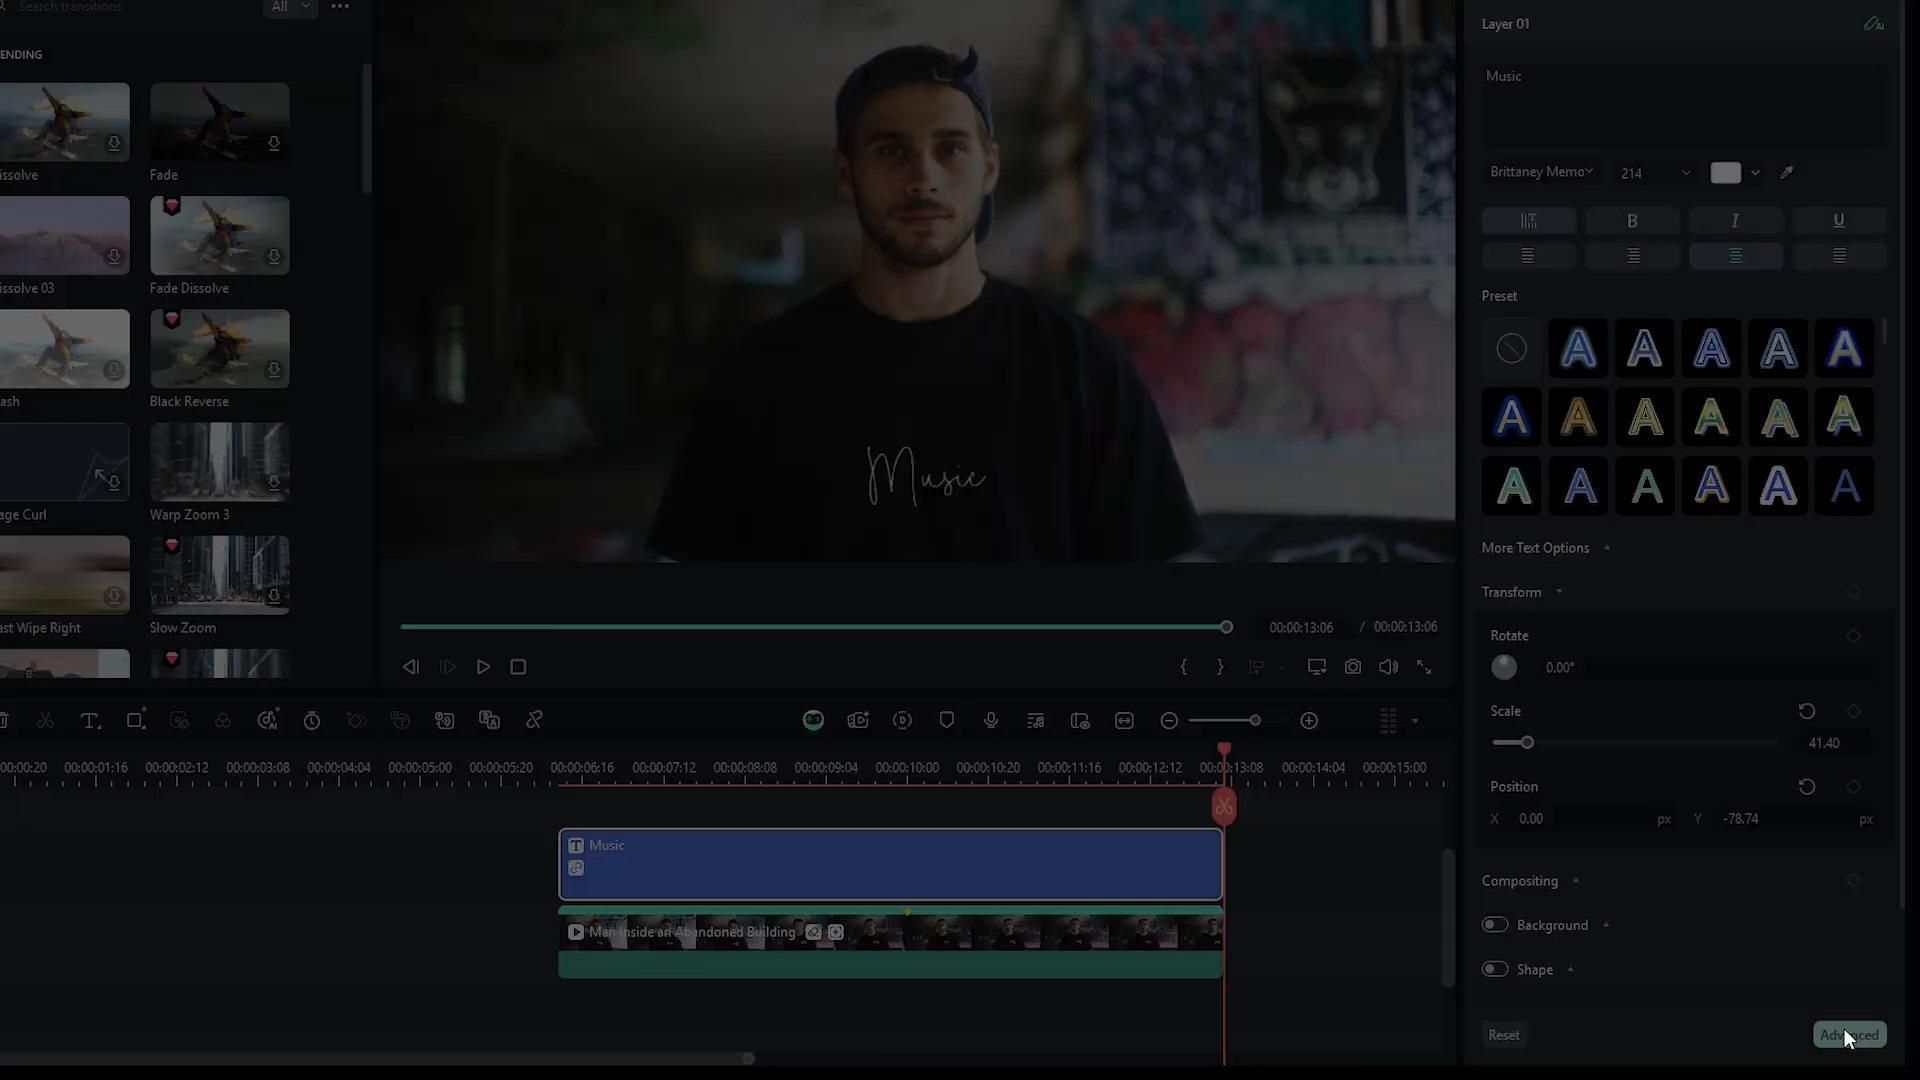 Search transitions
All
ENDING
issolve
Fade
issolve 03
Fade Dissolve
ash
Black Reverse
age Curl
Warp Zoom 3
ast Wipe Right
Slow Zoom
Music
00:00:13:06 / 00:00:13:06
00:00:20 00:00:01:16 00:00:02:12 00:00:03:08 00:00:04:04 00:00:05:00 00:00:05:20 00:00:06:16 00:00:07:12 00:00:08:08 00:00:09:04 00:00:10:00 00:00:10:20 00:00:11:16 00:00:12:12 00:00:13:08 00:00:14:04 00:00:15:00
Music
Man Inside an Abandoned Building
Layer 01
Music
Brittaney Memo
214
B I U
Preset
A A A A A
A A A A A A
A A A A A A
More Text Options
Transform
Rotate
0.00°
Scale
41.40
Position
X 0.00 px Y -78.74 px
Compositing
Background
Shape
Reset
Advanced